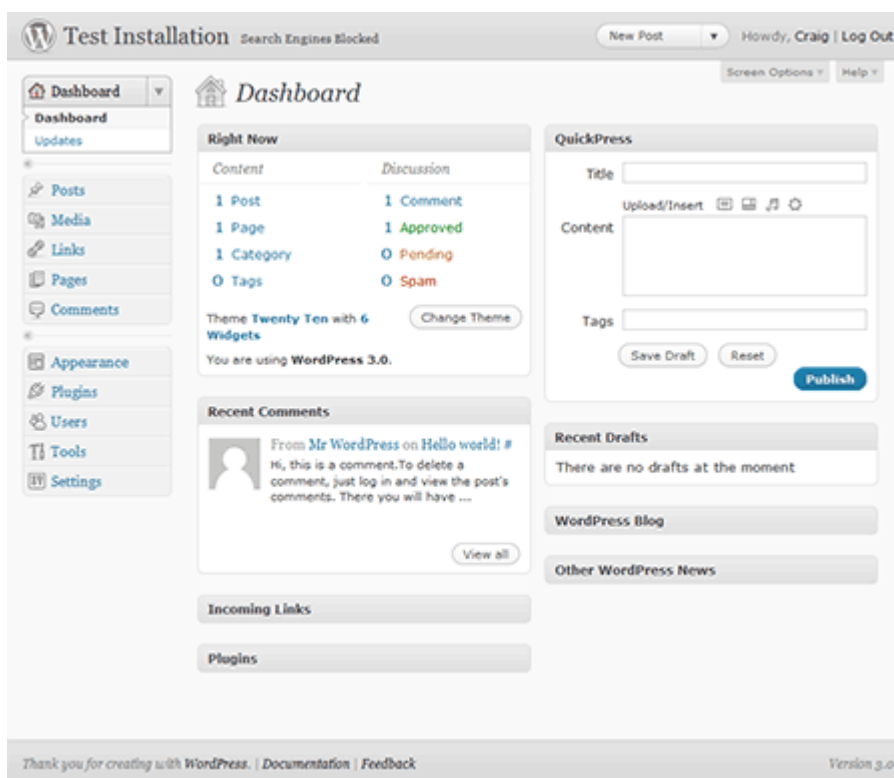 Test Installation Search Engines Blocked
New Post
Howdy, Craig | Log Out
Screen Options
Help
Dashboard
Dashboard
Updates
Posts
Media
Links
Pages
Comments
Appearance
Plugins
Users
Tools
Settings
Dashboard
Right Now
Content Discussion
1 Post 1 Comment
1 Page 1 Approved
1 Category 0 Pending
0 Tags 0 Spam
Theme Twenty Ten with 6
Widgets
Change Theme
You are using WordPress 3.0.
Recent Comments
From Mr WordPress on Hello world! #
Hi, this is a comment.To delete a
comment, just log in and view the post's
comments. There you will have ...
View all
Incoming Links
Plugins
QuickPress
Title
Upload/Insert
Content
Tags
Save Draft
Reset
Publish
Recent Drafts
There are no drafts at the moment
WordPress Blog
Other WordPress News
Thank you for creating with WordPress. | Documentation | Feedback
Version 3.0